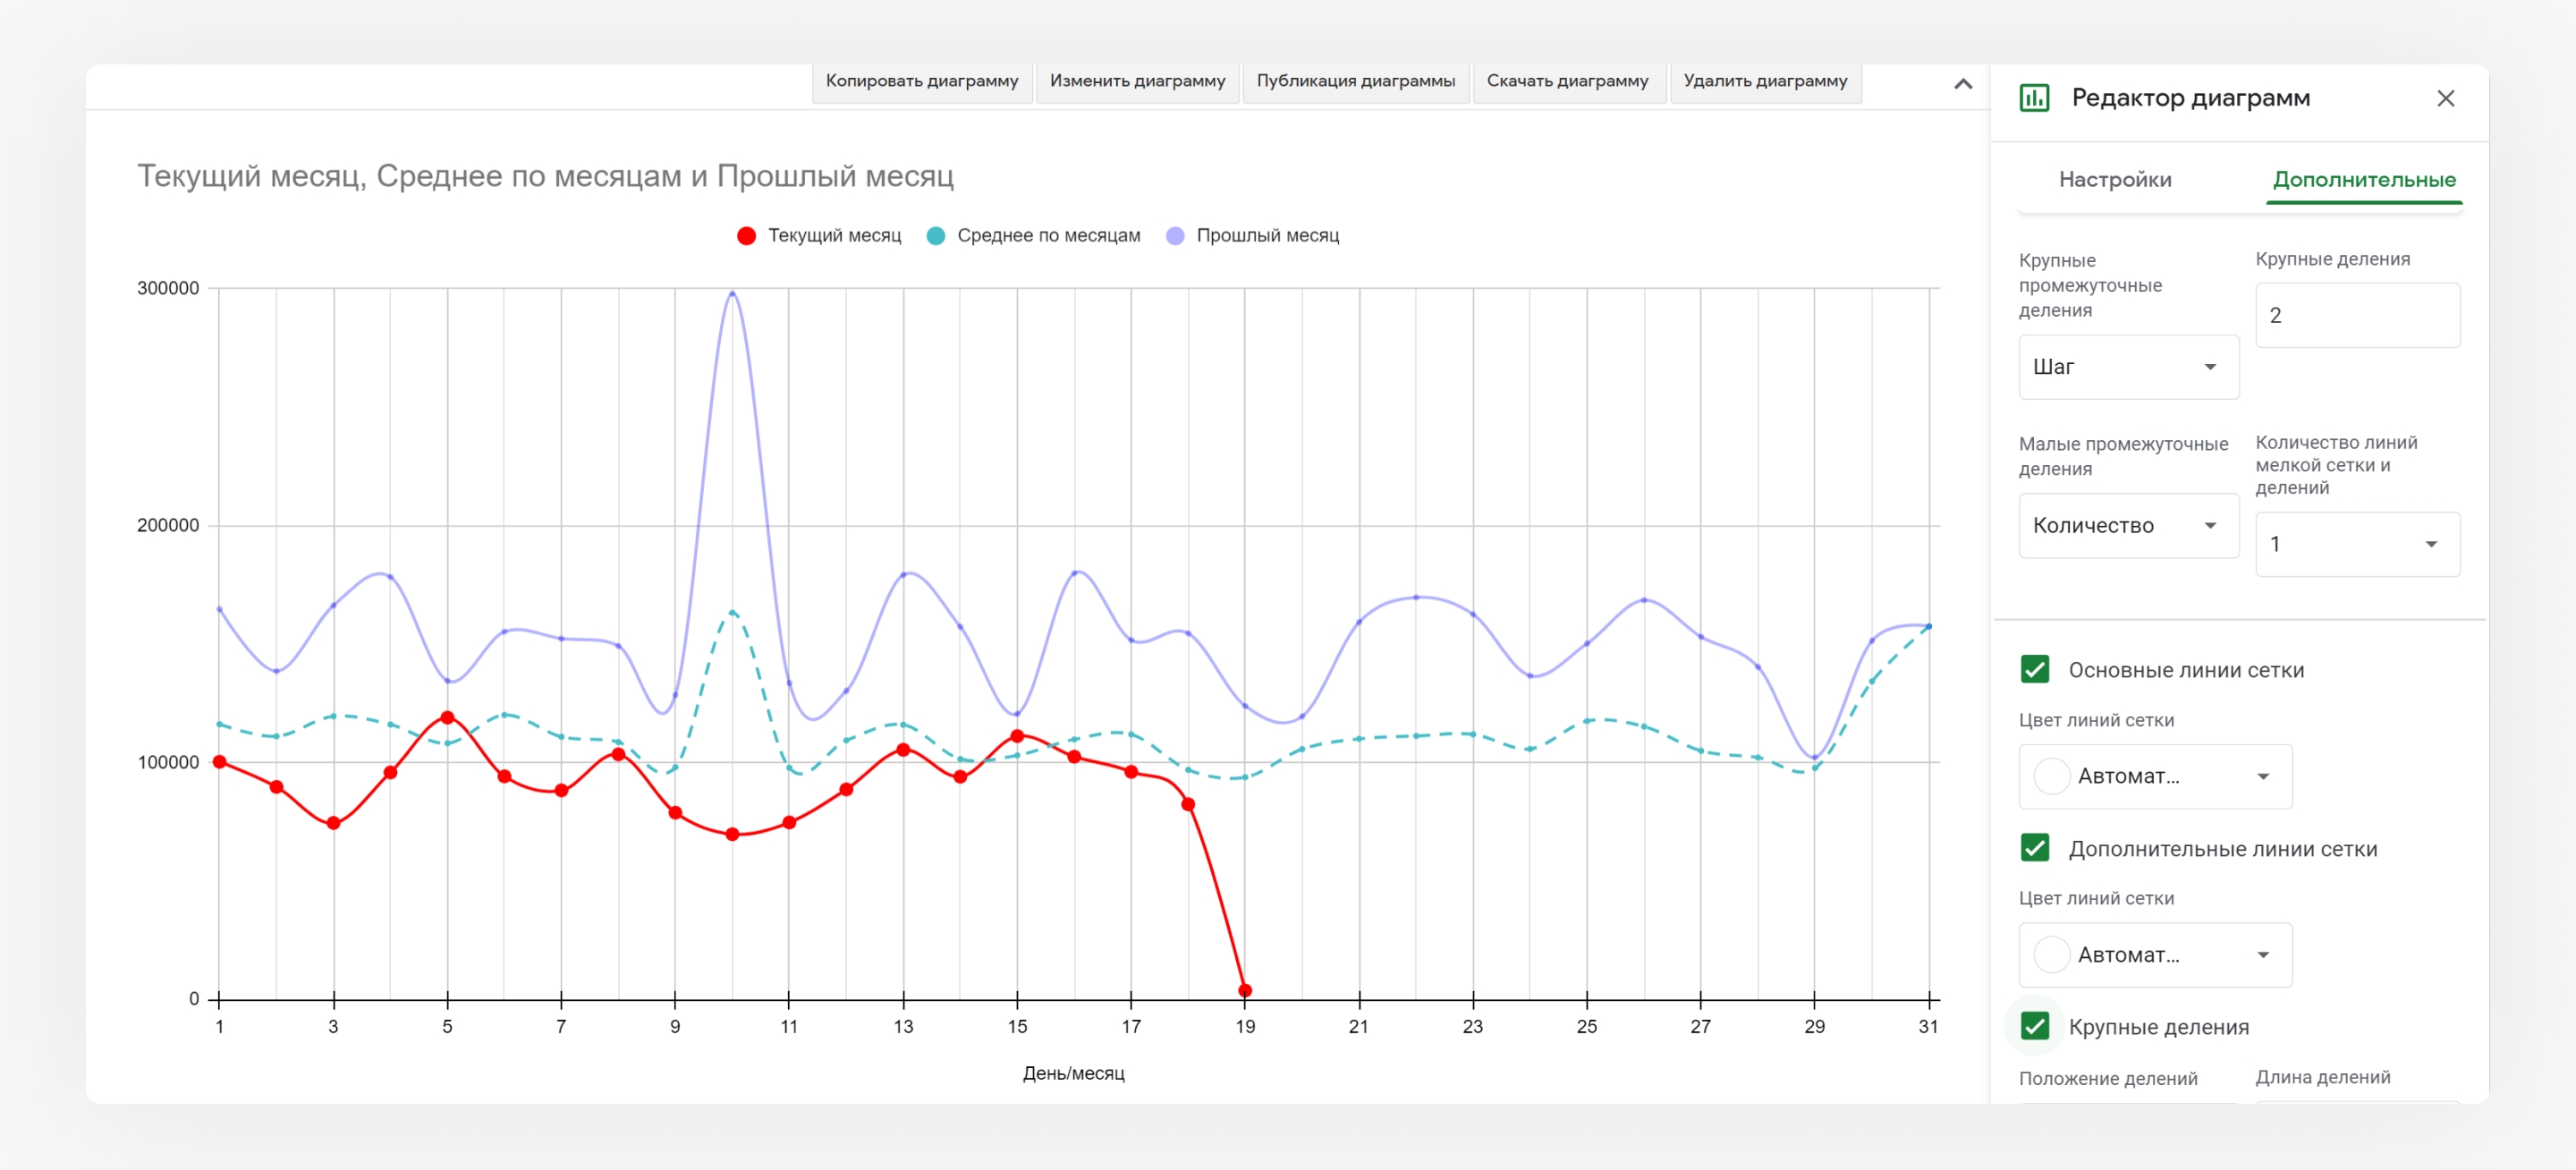 Копировать диаграмму
Изменить диаграмму
Публикация диаграммы
Скачать диаграмму
Удалить диаграмму
Текущий месяц, Среднее по месяцам и Прошлый месяц
Текущий месяц
Среднее по месяцам
Прошлый месяц
300000
200000
100000
0
1 3 5 7 9 11 13 15 17 19 21 23 25 27 29 31
День/месяц
Редактор диаграмм
Настройки
Дополнительные
Крупные
промежуточные
деления
Шаг
Крупные деления
2
Малые промежуточные
деления
Количество
Количество линий
мелкой сетки и
делений
1
Основные линии сетки
Цвет линий сетки
Автомат...
Дополнительные линии сетки
Цвет линий сетки
Автомат...
Крупные деления
Положение делений
Длина делений